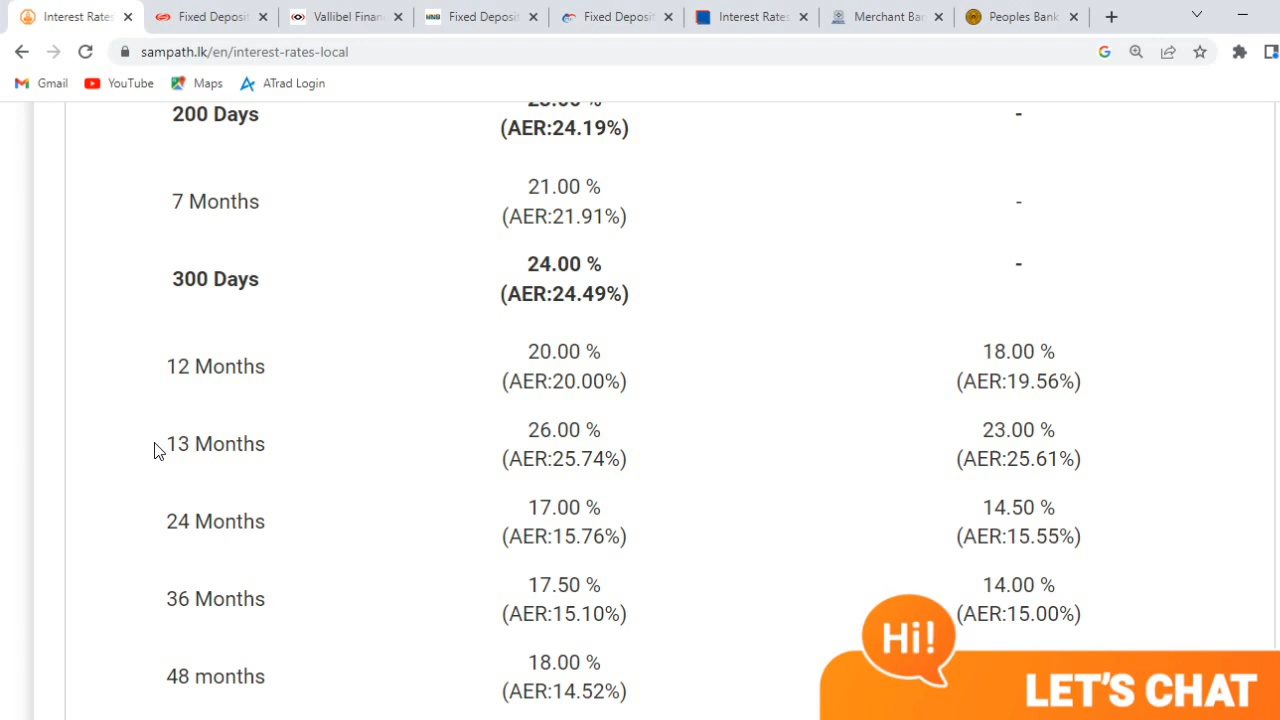 Interest Rates
Fixed Deposit
Vallibel Finan
HNB
Fixed Deposit
Fixed Deposit
Interest Rates
Merchant Ba
Peoples Bank
sampath.lk/en/interest-rates-local
Gmail
YouTube
Maps
ATrad Login
200 Days
(AER:24.19%)
-
7 Months
21.00 %
(AER:21.91%)
-
300 Days
24.00 %
(AER:24.49%)
-
12 Months
20.00 %
(AER:20.00%)
18.00 %
(AER:19.56%)
13 Months
26.00 %
(AER:25.74%)
23.00 %
(AER:25.61%)
24 Months
17.00 %
(AER:15.76%)
14.50 %
(AER:15.55%)
36 Months
17.50 %
(AER:15.10%)
14.00 %
(AER:15.00%)
48 months
18.00 %
(AER:14.52%)
Hi!
LET'S CHAT